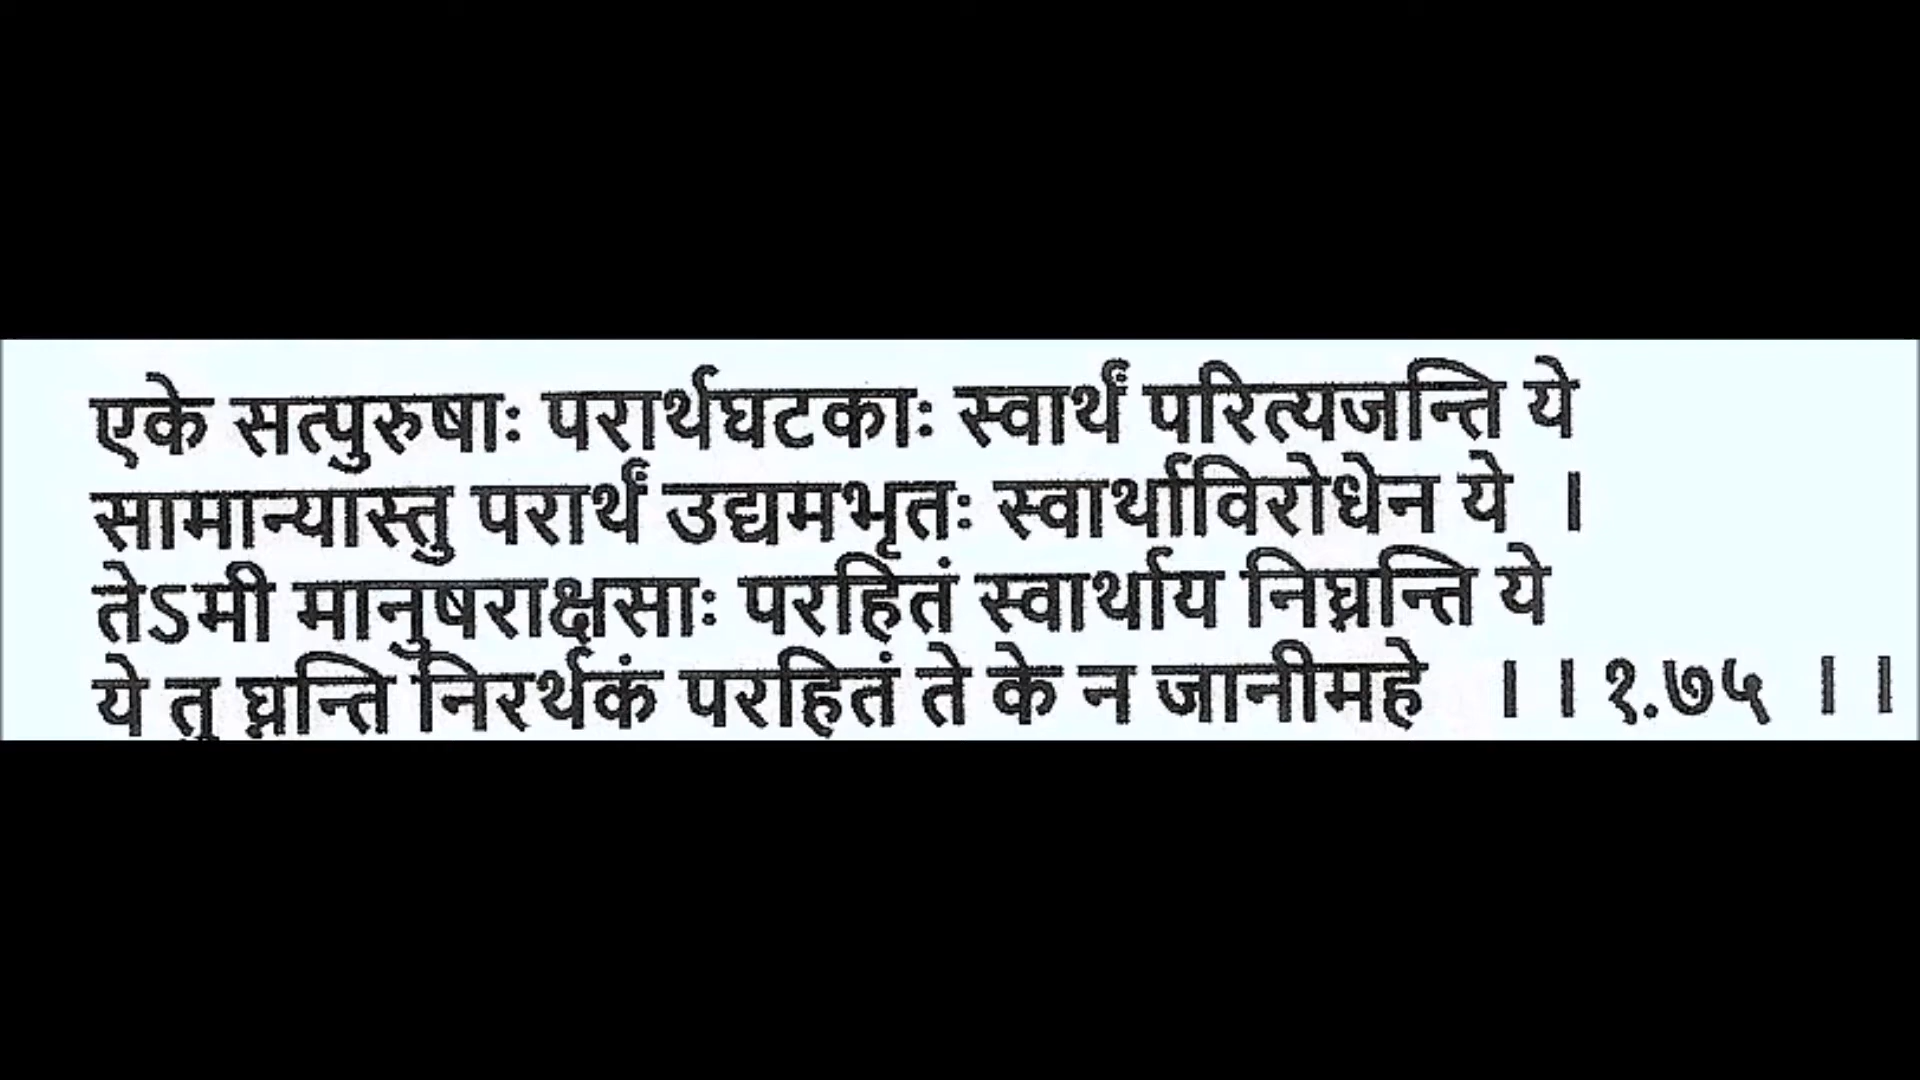 एके सत्पुरुषाः परार्थघटकाः स्वार्थं परित्यजन्ति ये
सामान्यास्तु परार्थं उद्यमभृतः स्वार्थाविरोधेन ये ।
तेऽमी मानुषराक्षसाः परहितं स्वार्थाय निघ्नन्ति ये
ये तु घ्नन्ति निरर्थकं परहितं ते के न जानीमहे ।।१.७५ ।।